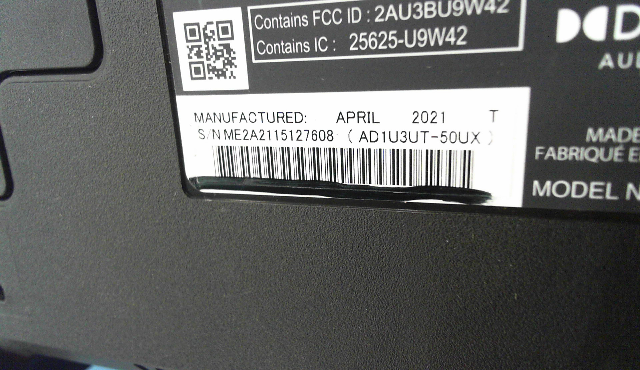 Contains FCC ID : 2AU3BU9W42
Contains IC : 25625-U9W42
MANUFACTURED: APRIL 2021 T
S/N ME2A2115127608 ( AD1U3UT-50UX )
MADE
FABRIQUÉ E
MODEL N